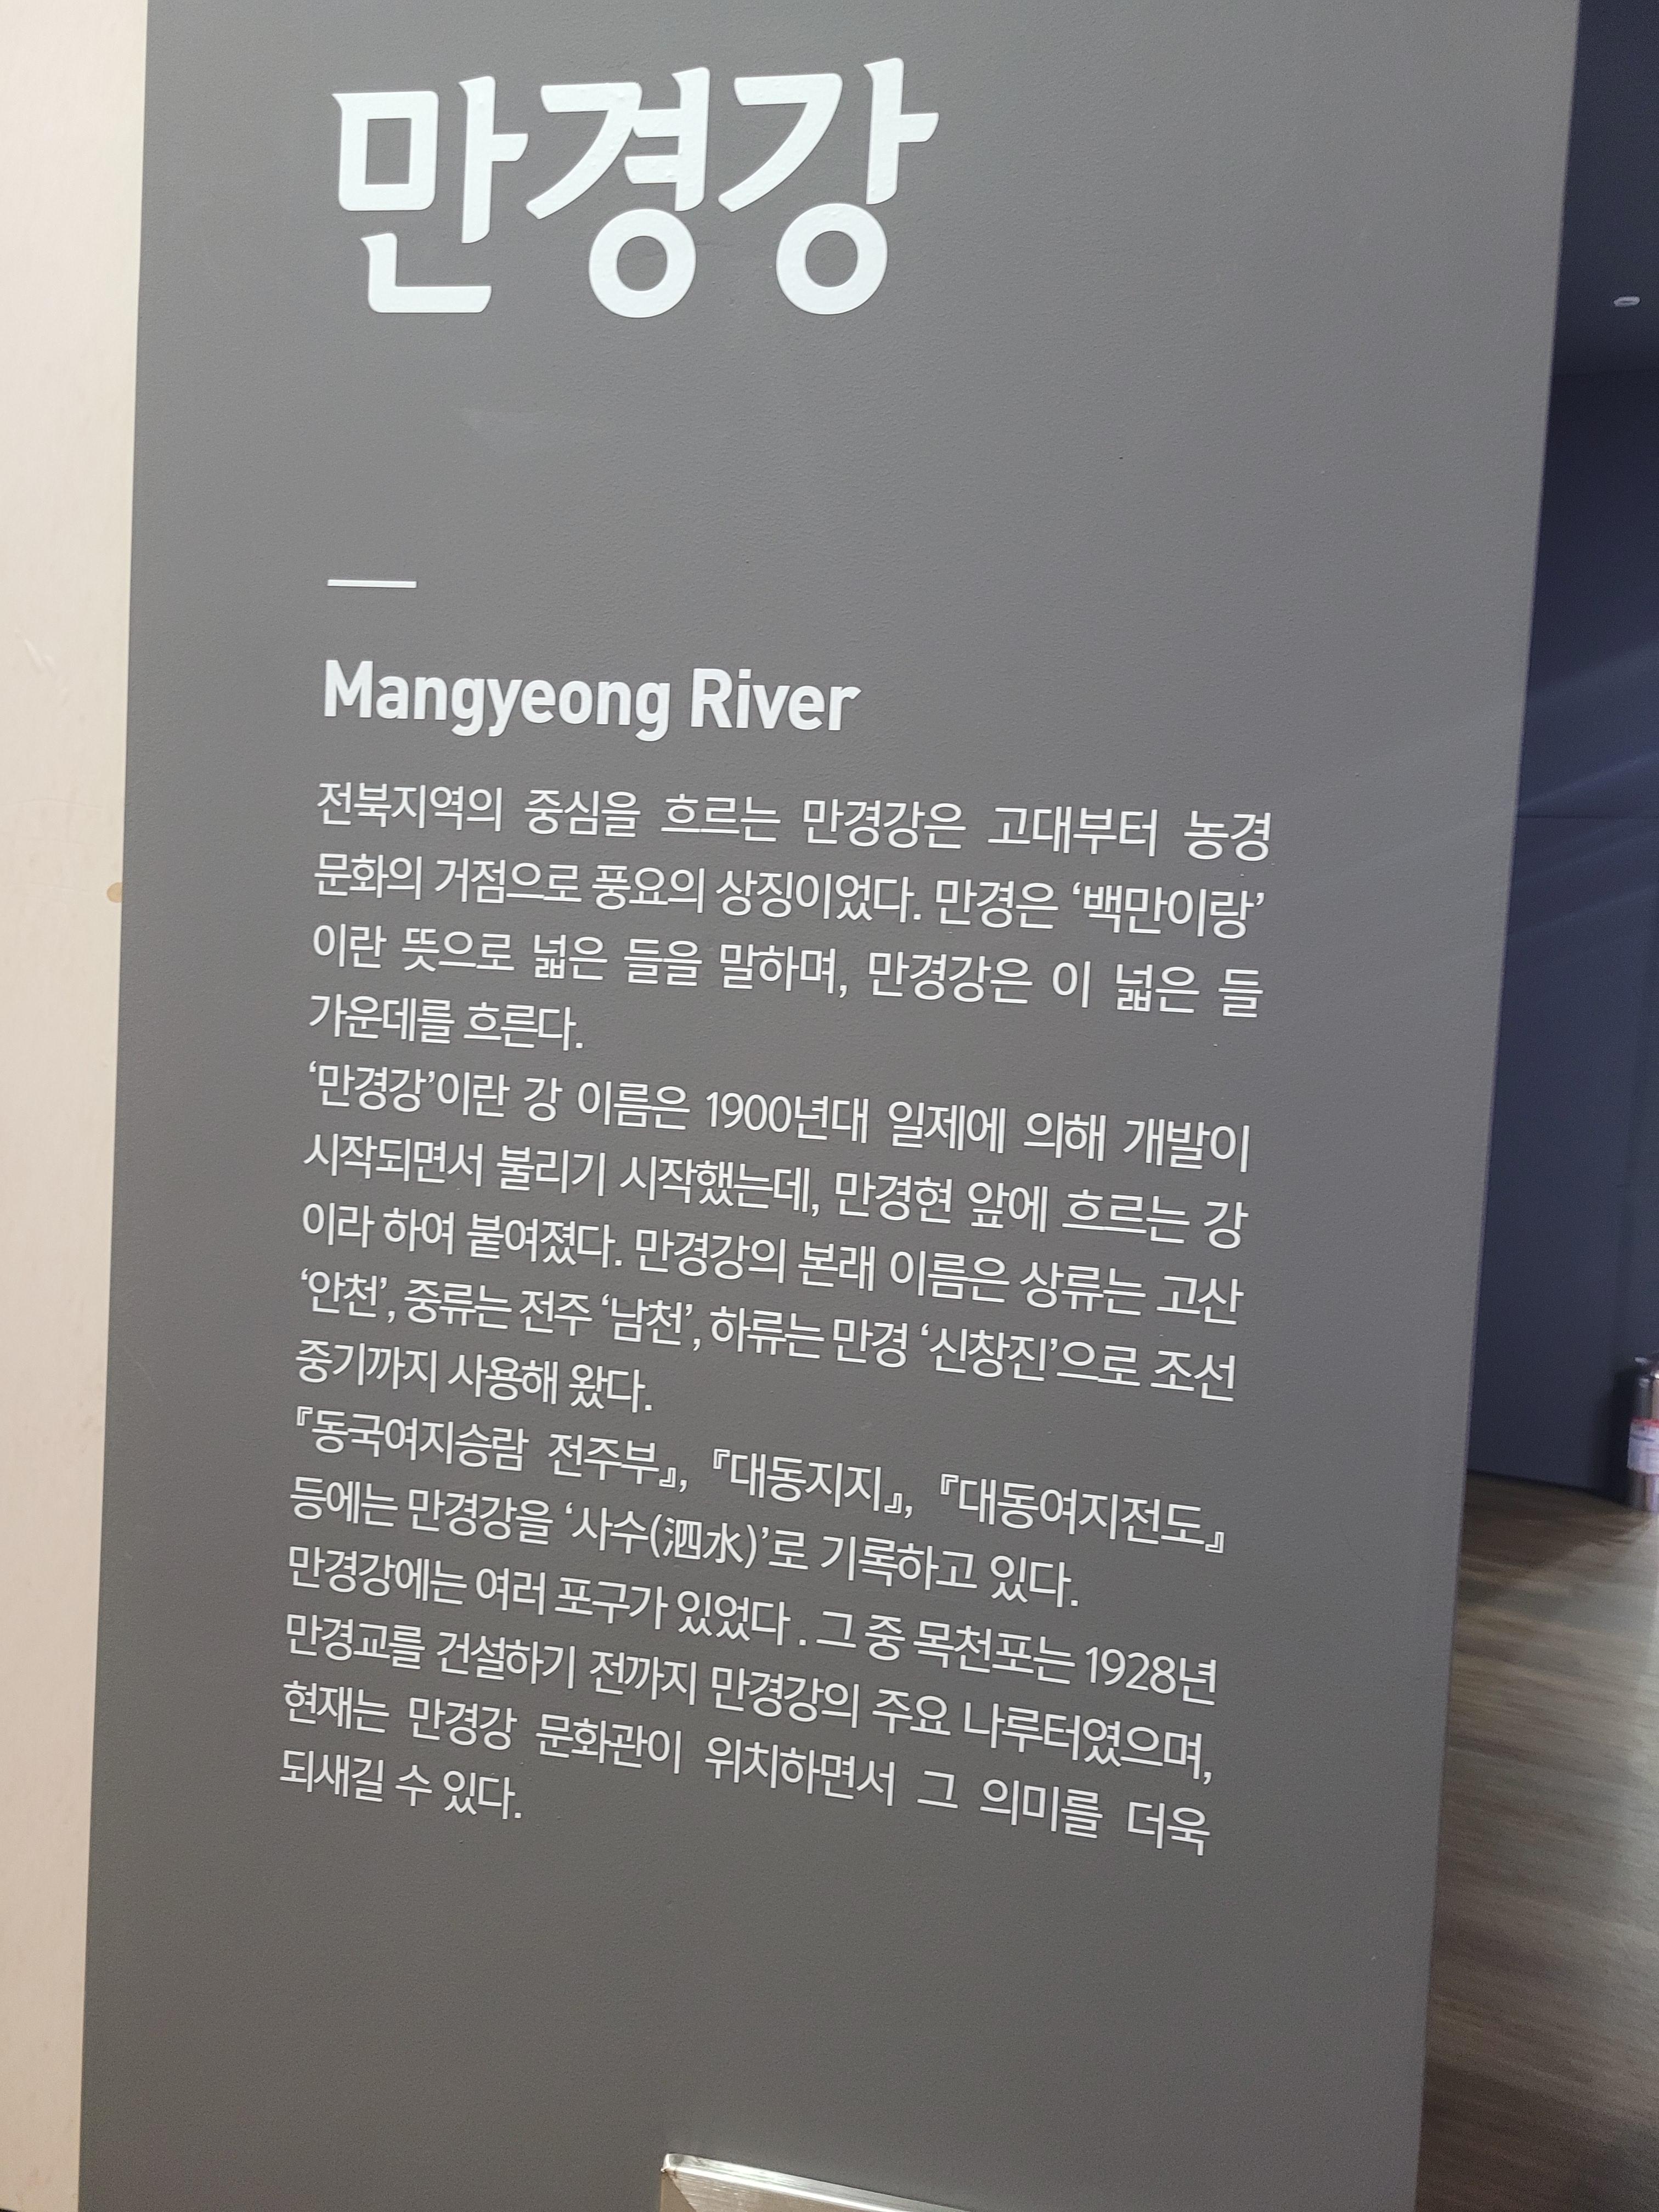 만경강
Mangyeong River
전북지역의 중심을 흐르는 만경강은 고대부터 농경
문화의 거점으로 풍요의 상징이었다. 만경은 ‘백만이랑’
이란 뜻으로 넓은 들을 말하며, 만경강은 이 넓은 들
가운데를 흐른다.
‘만경강’이란 강 이름은 1900년대 일제에 의해 개발이
시작되면서 불리기 시작했는데, 만경현 앞에 흐르는 강
이라 하여 붙여졌다. 만경강의 본래 이름은 상류는 고산
‘안천’, 중류는 전주 ‘남천’, 하류는 만경 ‘신창진’으로 조선
중기까지 사용해 왔다.
『동국여지승람 전주부』, 『대동지지』, 『대동여지전도』
등에는 만경강을 ‘사수(泗水)’로 기록하고 있다.
만경강에는 여러 포구가 있었다 . 그 중 목천포는 1928년
만경교를 건설하기 전까지 만경강의 주요 나루터였으며,
현재는 만경강 문화관이 위치하면서 그 의미를 더욱
되새길 수 있다.